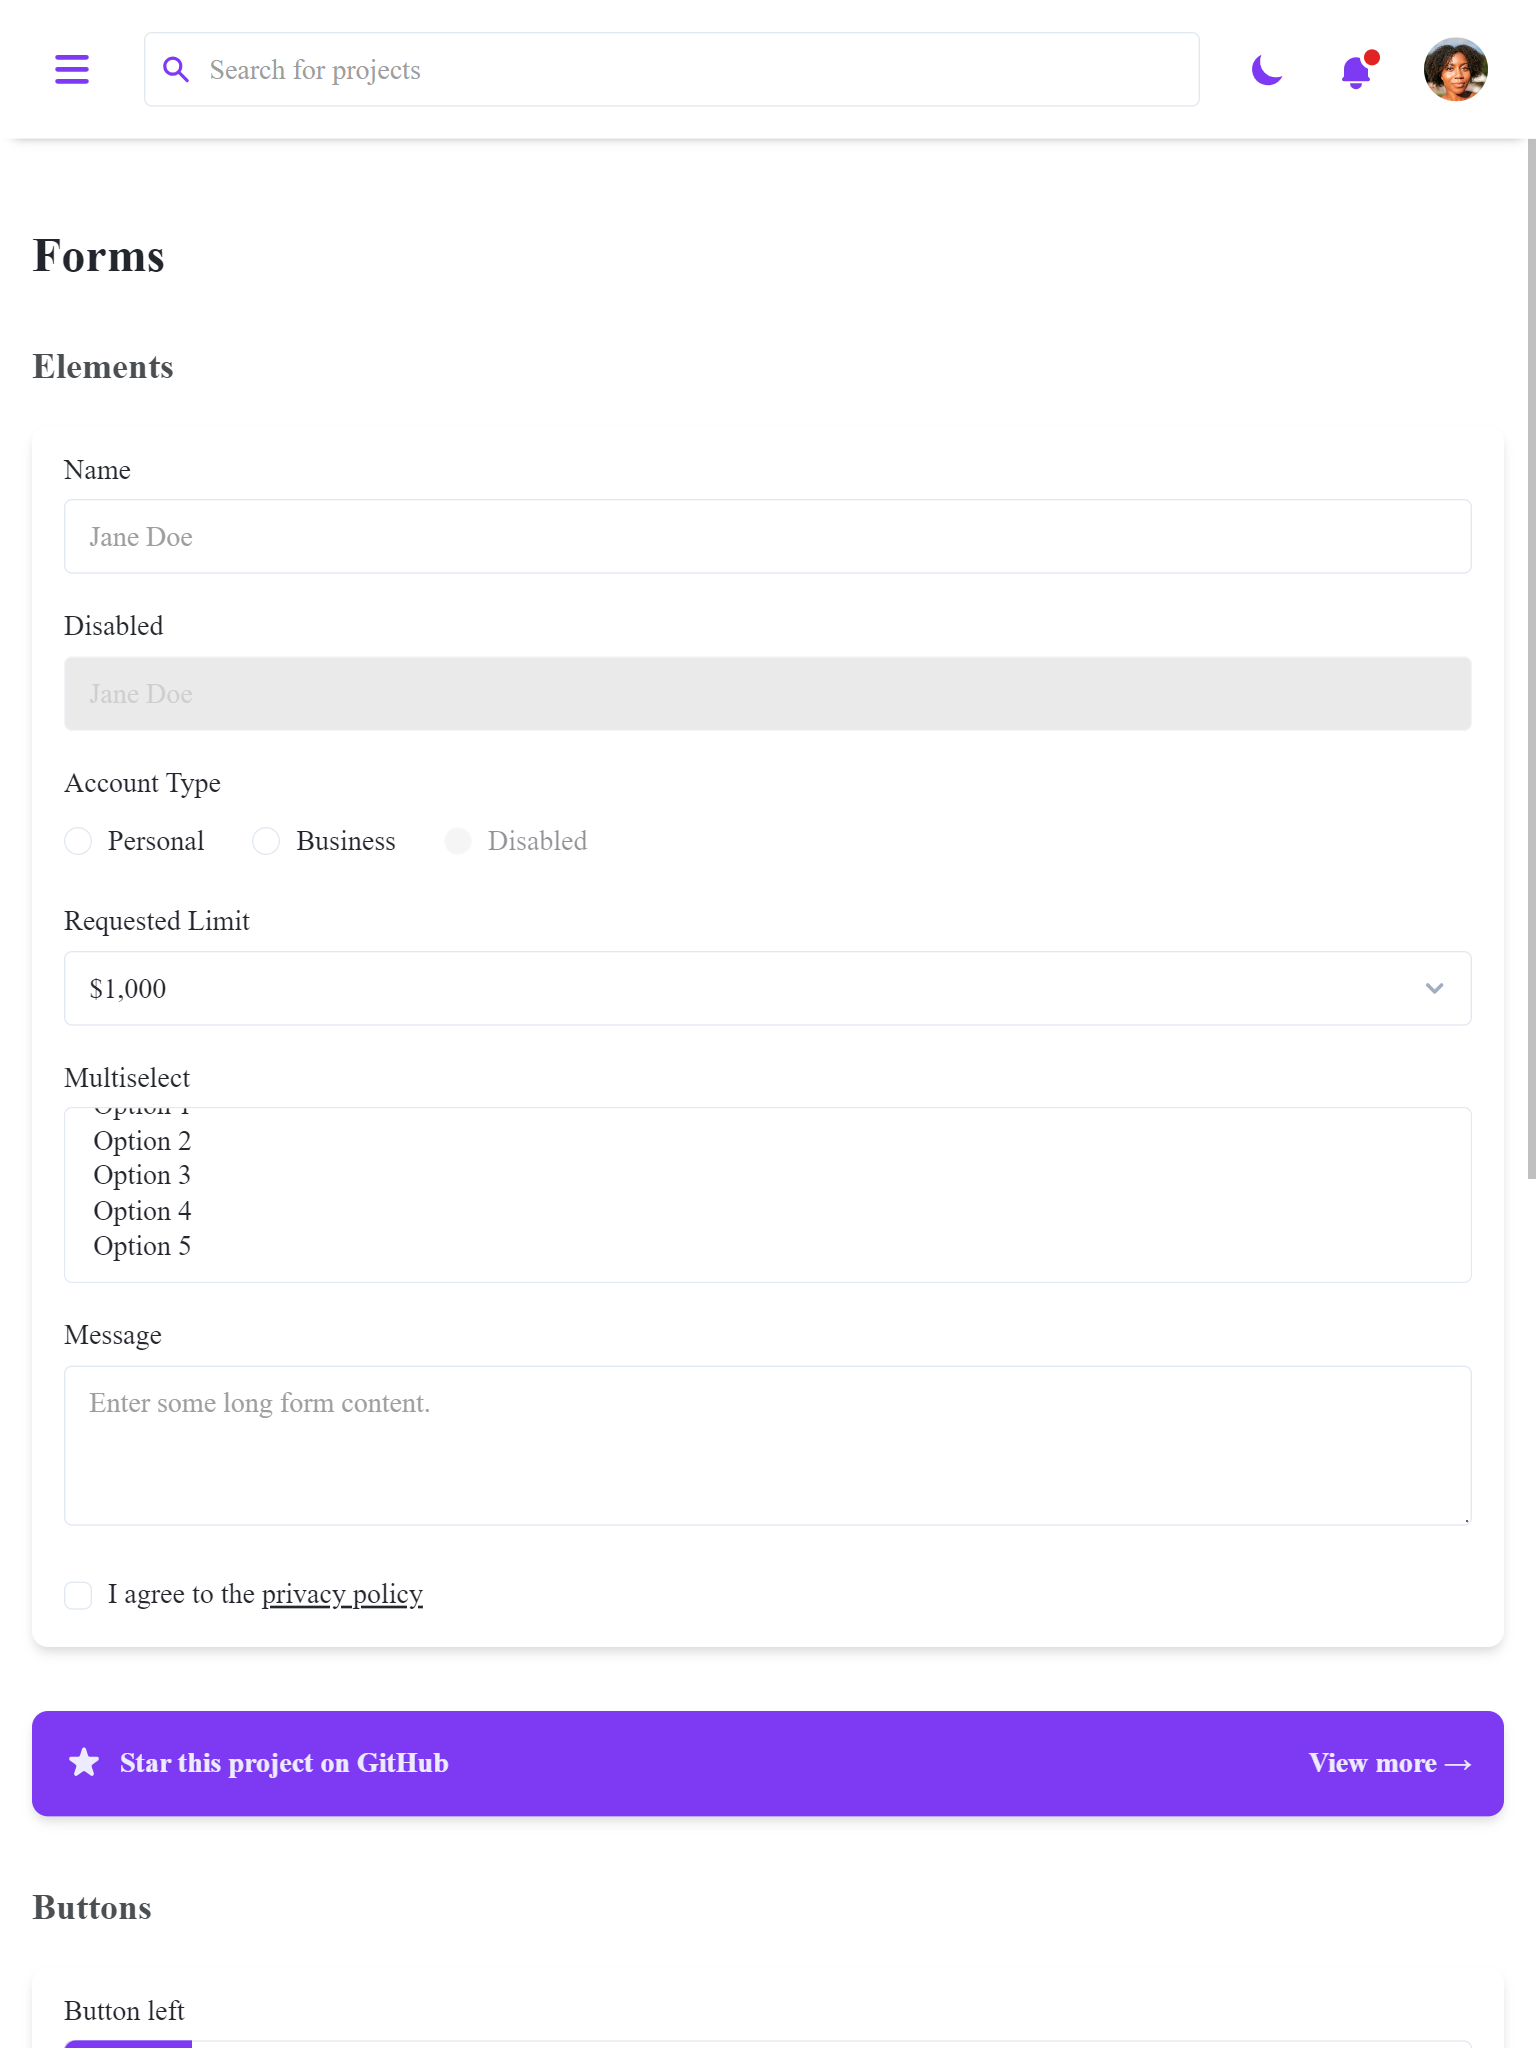 Search for projects
Forms
Elements
Name
Jane Doe
Disabled
Jane Doe
Account Type
Personal Business Disabled
Requested Limit
$1,000
Multiselect
Option 1
Option 2
Option 3
Option 4
Option 5
Message
Enter some long form content.
I agree to the privacy policy
Star this project on GitHub View more →
Buttons
Button left